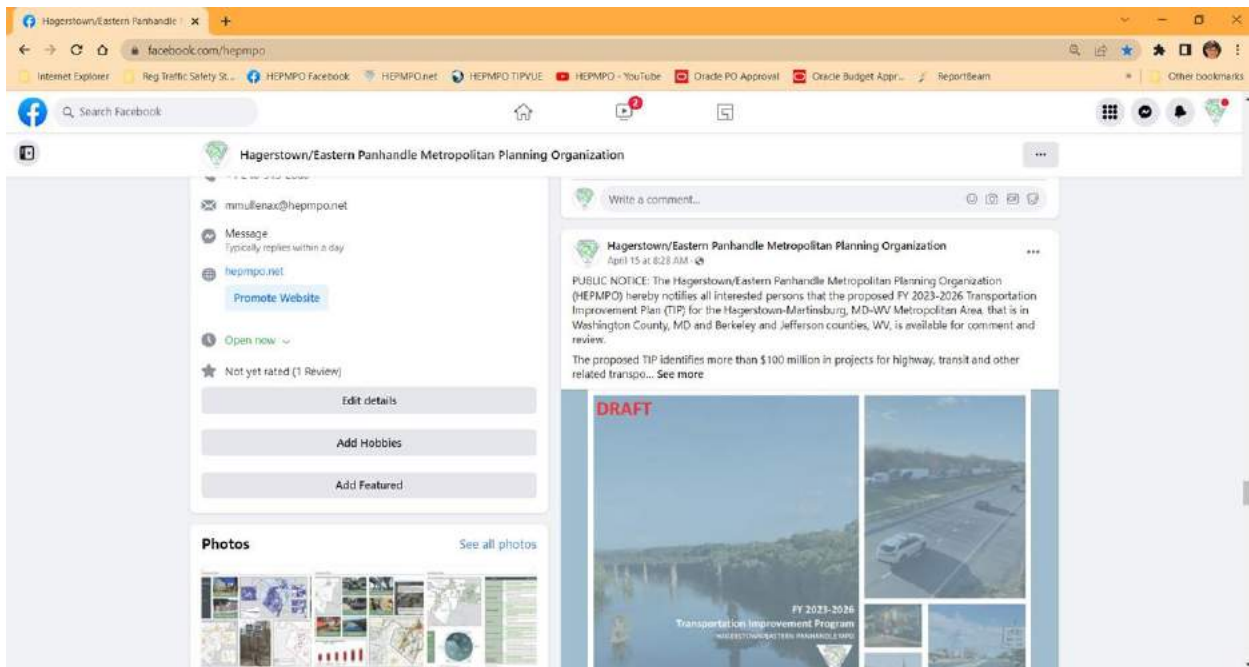 Hagerstown/Eastern Panhandle
facebook.com/hepmpo
Internet Explorer
Reg Traffic Safety St...
HEPMPO Facebook
HEPMPO.net
HEPMPO TIPVUE
HEPMPO - YouTube
Oracle PO Approval
Oracle Budget Appr...
ReportBeam
Other bookmarks
Search Facebook
2
Hagerstown/Eastern Panhandle Metropolitan Planning Organization
mmullenax@hepmpo.net
Message
Typically replies within a day
hepmpo.net
Promote Website
Open now
Not yet rated (1 Review)
Edit details
Add Hobbies
Add Featured
Photos
See all photos
Write a comment...
Hagerstown/Eastern Panhandle Metropolitan Planning Organization
April 15 at 8:23 AM
PUBLIC NOTICE: The Hagerstown/Eastern Panhandle Metropolitan Planning Organization
(HEPMPO) hereby notifies all interested persons that the proposed FY 2023-2026 Transportation
Improvement Plan (TIP) for the Hagerstown-Martinsburg, MD-WV Metropolitan Area, that is in
Washington County, MD and Berkeley and Jefferson counties, WV, is available for comment and
review.
The proposed TIP identifies more than $100 million in projects for highway, transit and other
related transpo... See more
DRAFT
FY 2023-2026
Transportation Improvement Program
HAGERSTOWN/EASTERN PANHANDLE MPO